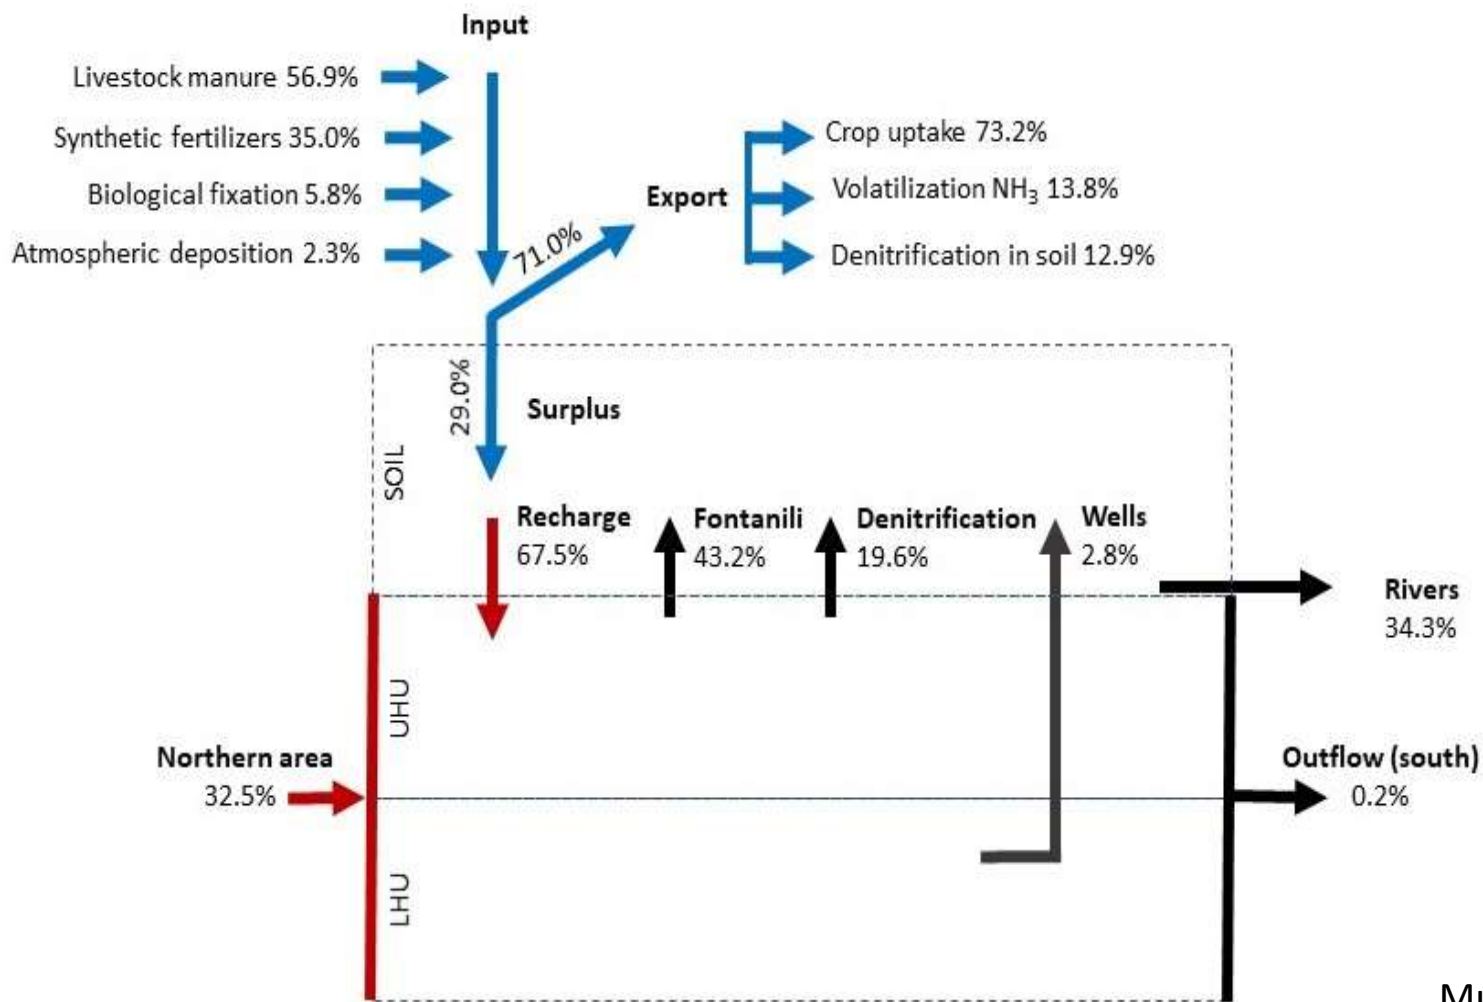 Input
Livestock manure 56.9%
Synthetic fertilizers 35.0%
Biological fixation 5.8%
Atmospheric deposition 2.3%
71.0%
Export
Crop uptake 73.2%
Volatilization NH₃ 13.8%
Denitrification in soil 12.9%
29.0%
Surplus
SOIL
Recharge
67.5%
Fontanili
43.2%
Denitrification
19.6%
Wells
2.8%
Rivers
34.3%
UHU
Northern area
32.5%
Outflow (south)
0.2%
LHU